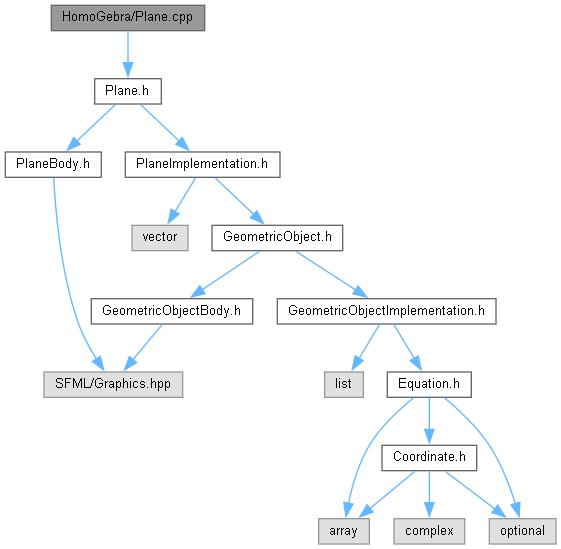 HomoGebra/Plane.cpp
Plane.h
PlaneBody.h
PlaneImplementation.h
vector
GeometricObject.h
GeometricObjectBody.h
GeometricObjectImplementation.h
SFML/Graphics.hpp
list
Equation.h
Coordinate.h
array
complex
optional